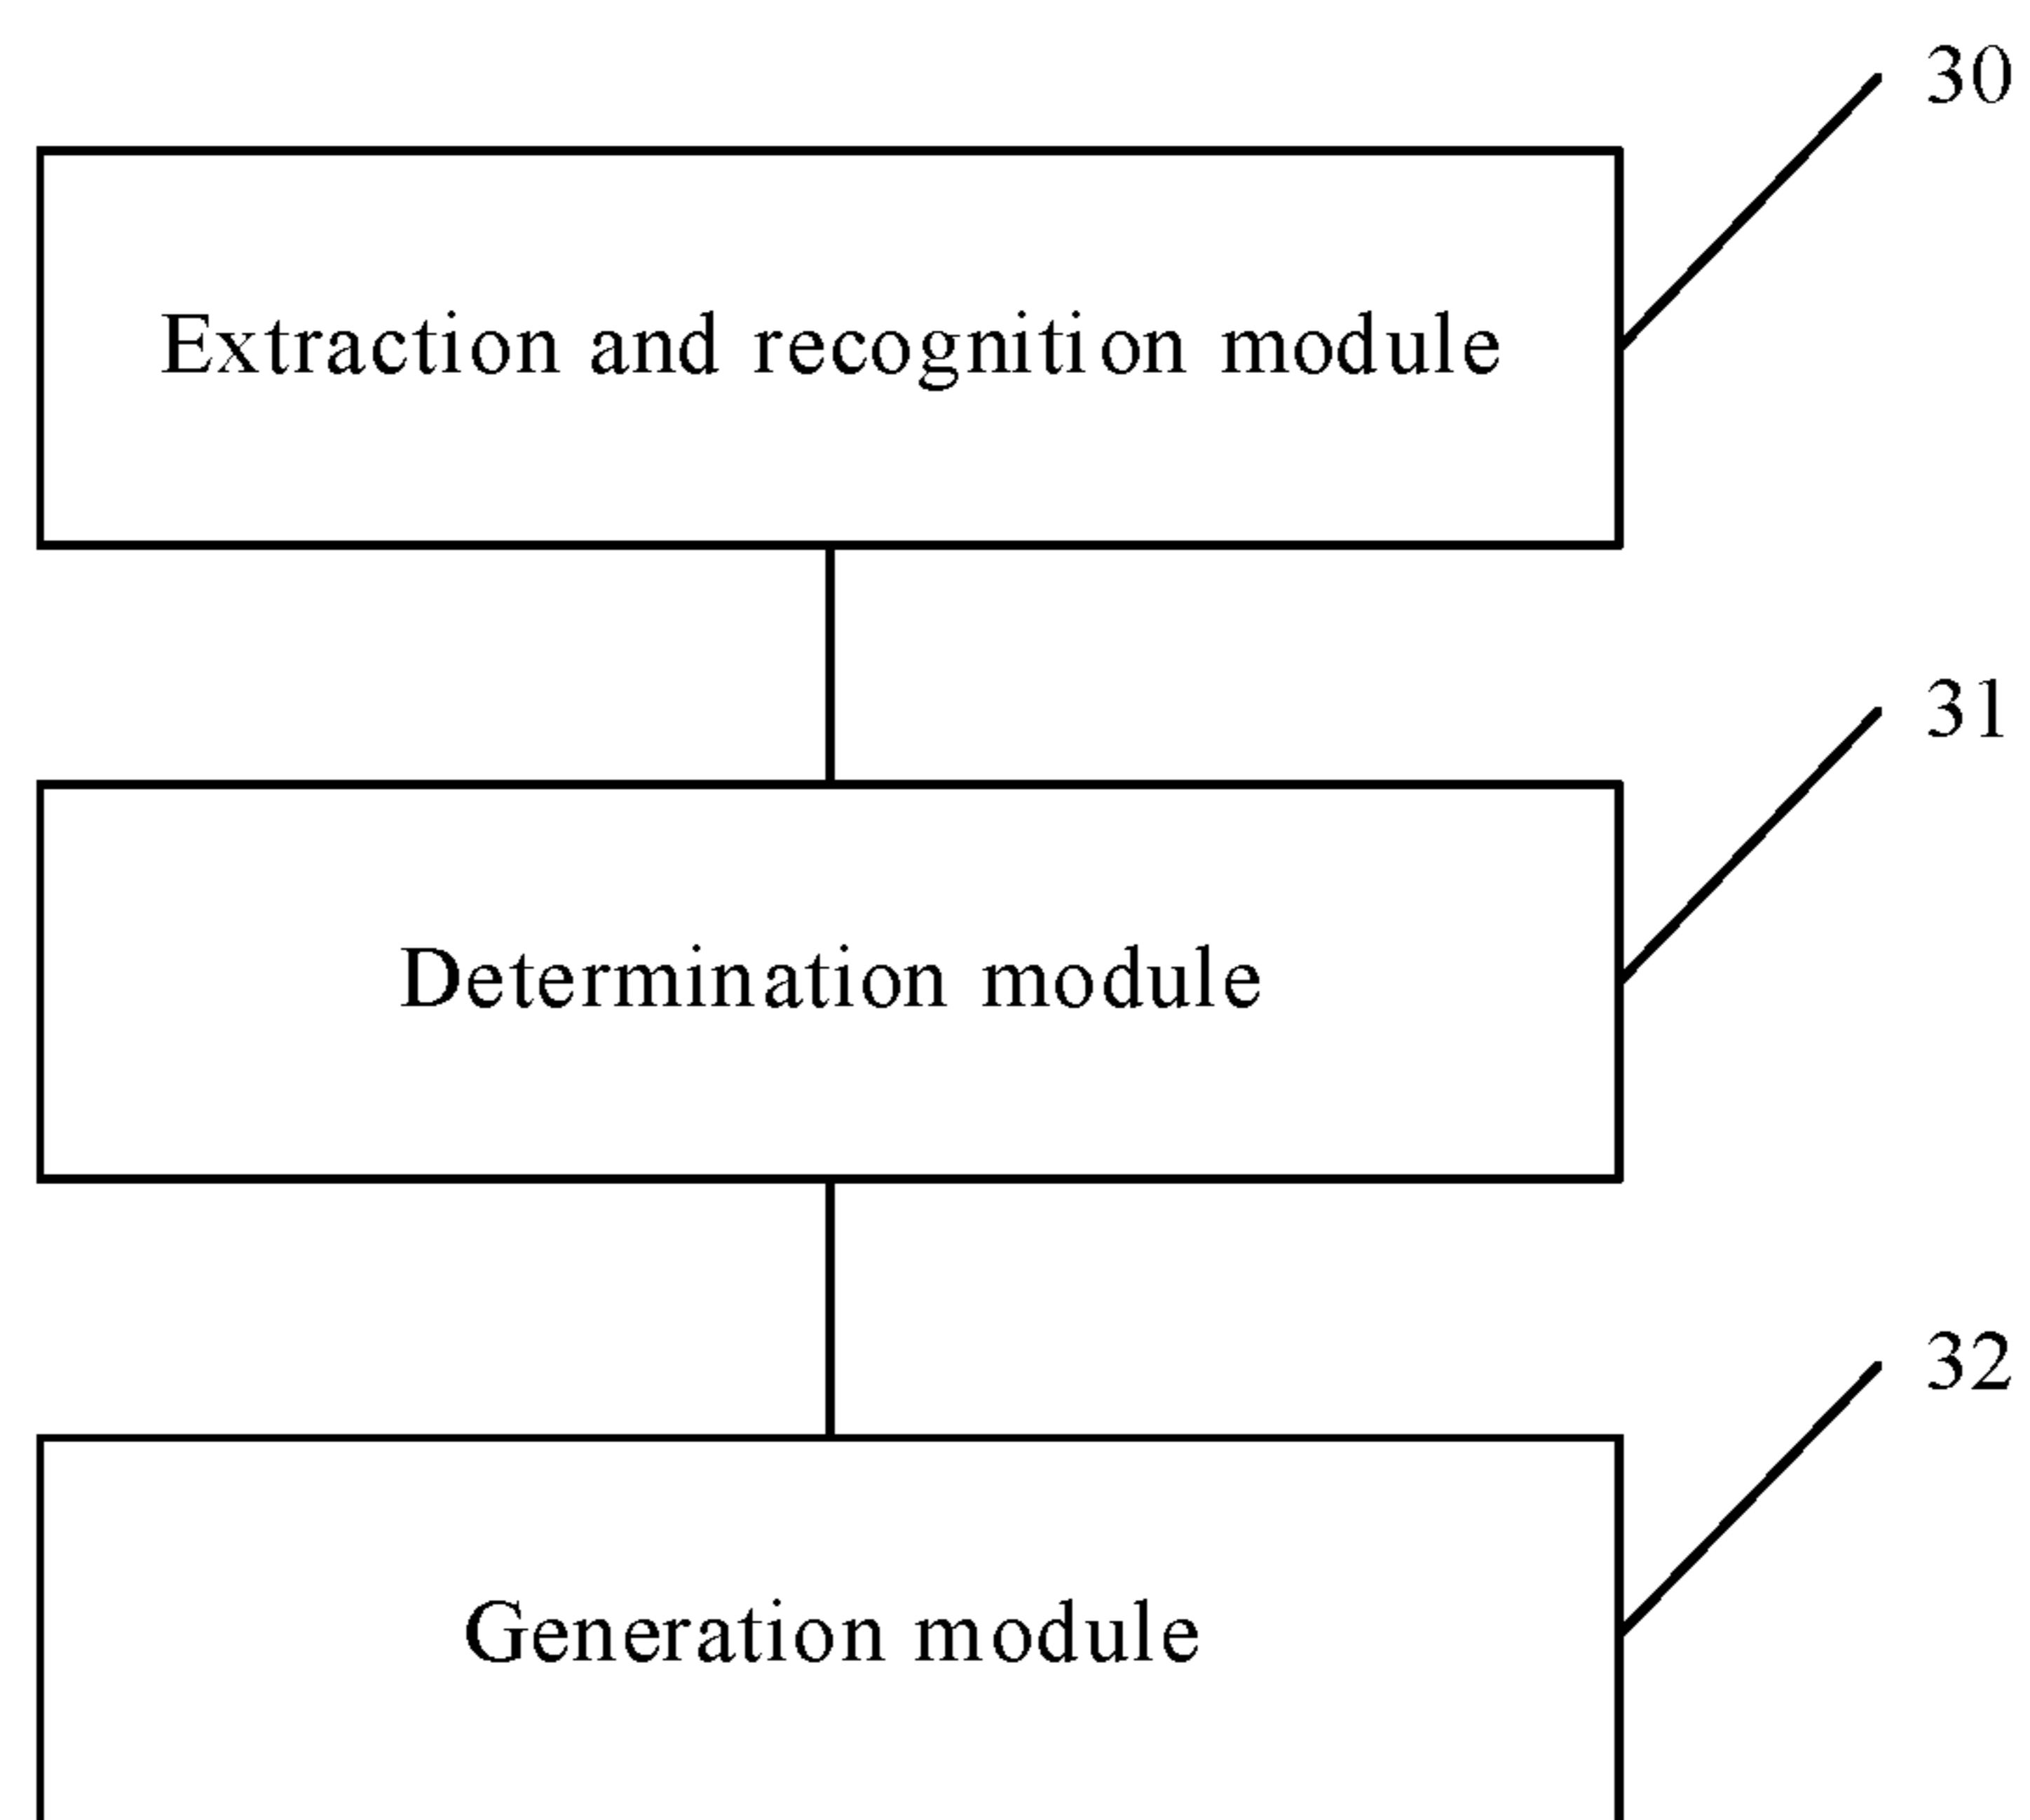 30
Extraction and recognition module
31
Determination module
32
Generation module